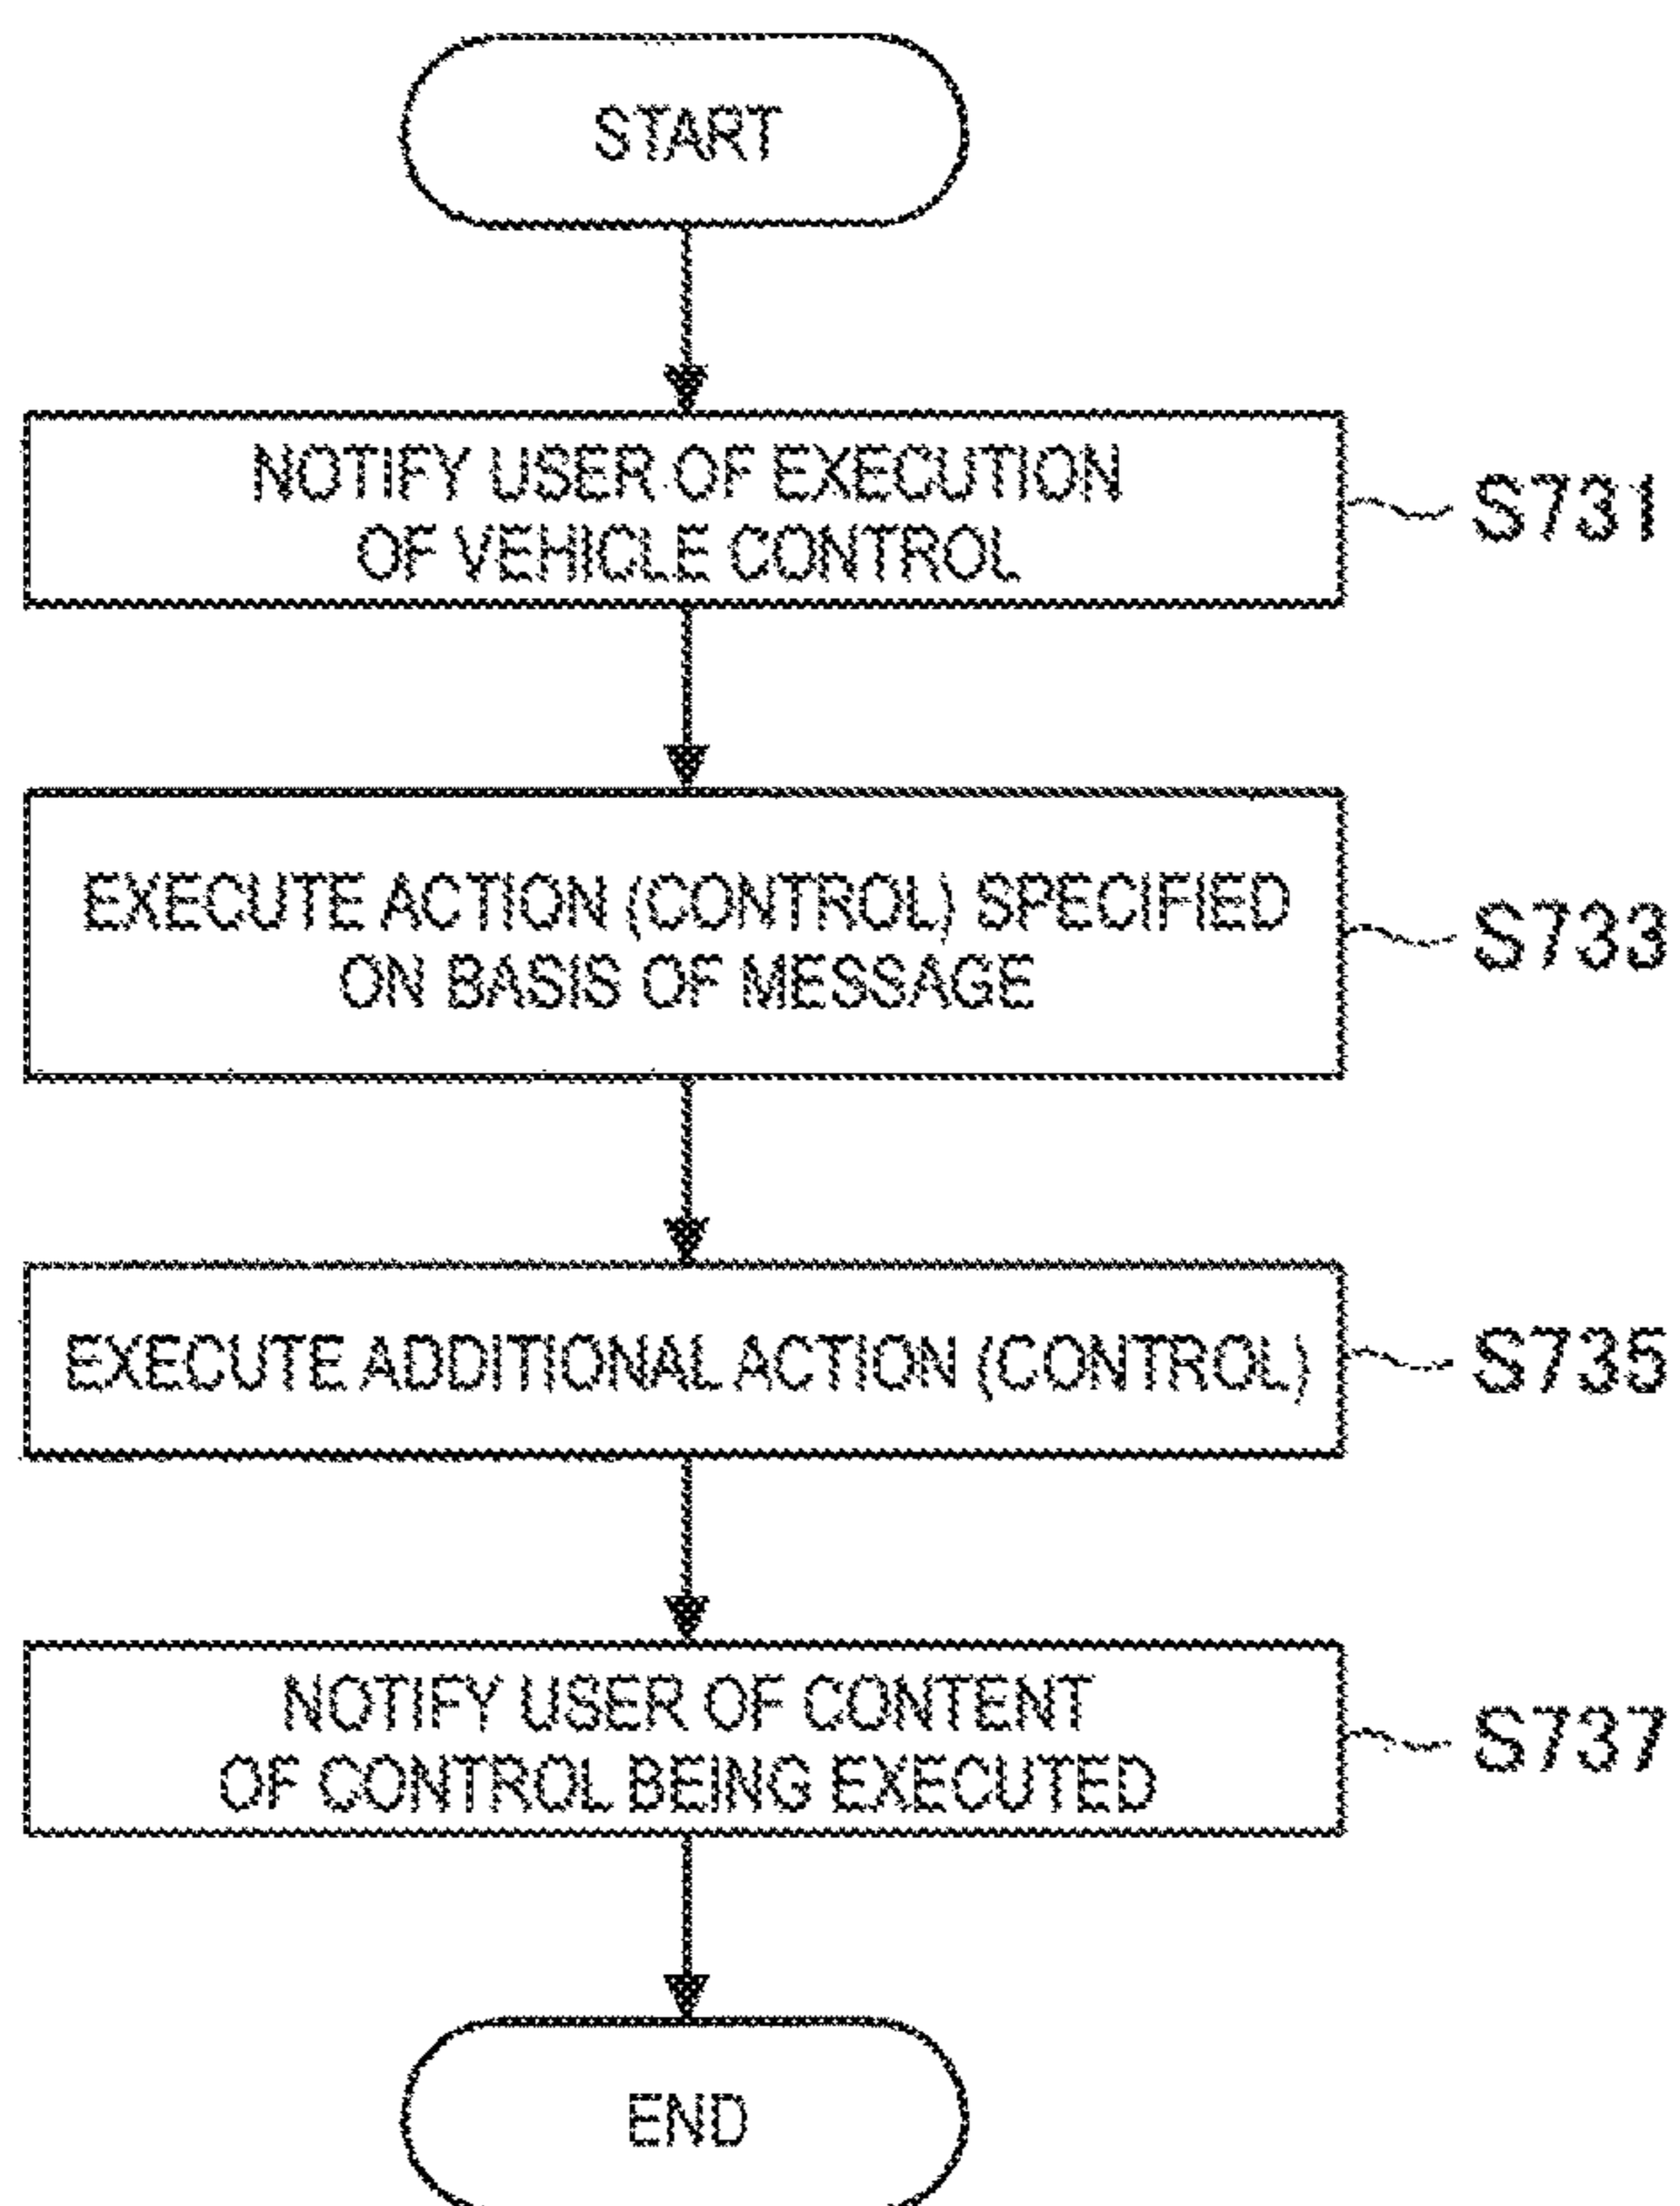 START
NOTIFY USER OF EXECUTION
OF VEHICLE CONTROL
S731
EXECUTE ACTION (CONTROL) SPECIFIED
ON BASIS OF MESSAGE
S733
EXECUTE ADDITIONAL ACTION (CONTROL)
S735
NOTIFY USER OF CONTENT
OF CONTROL BEING EXECUTED
S737
END